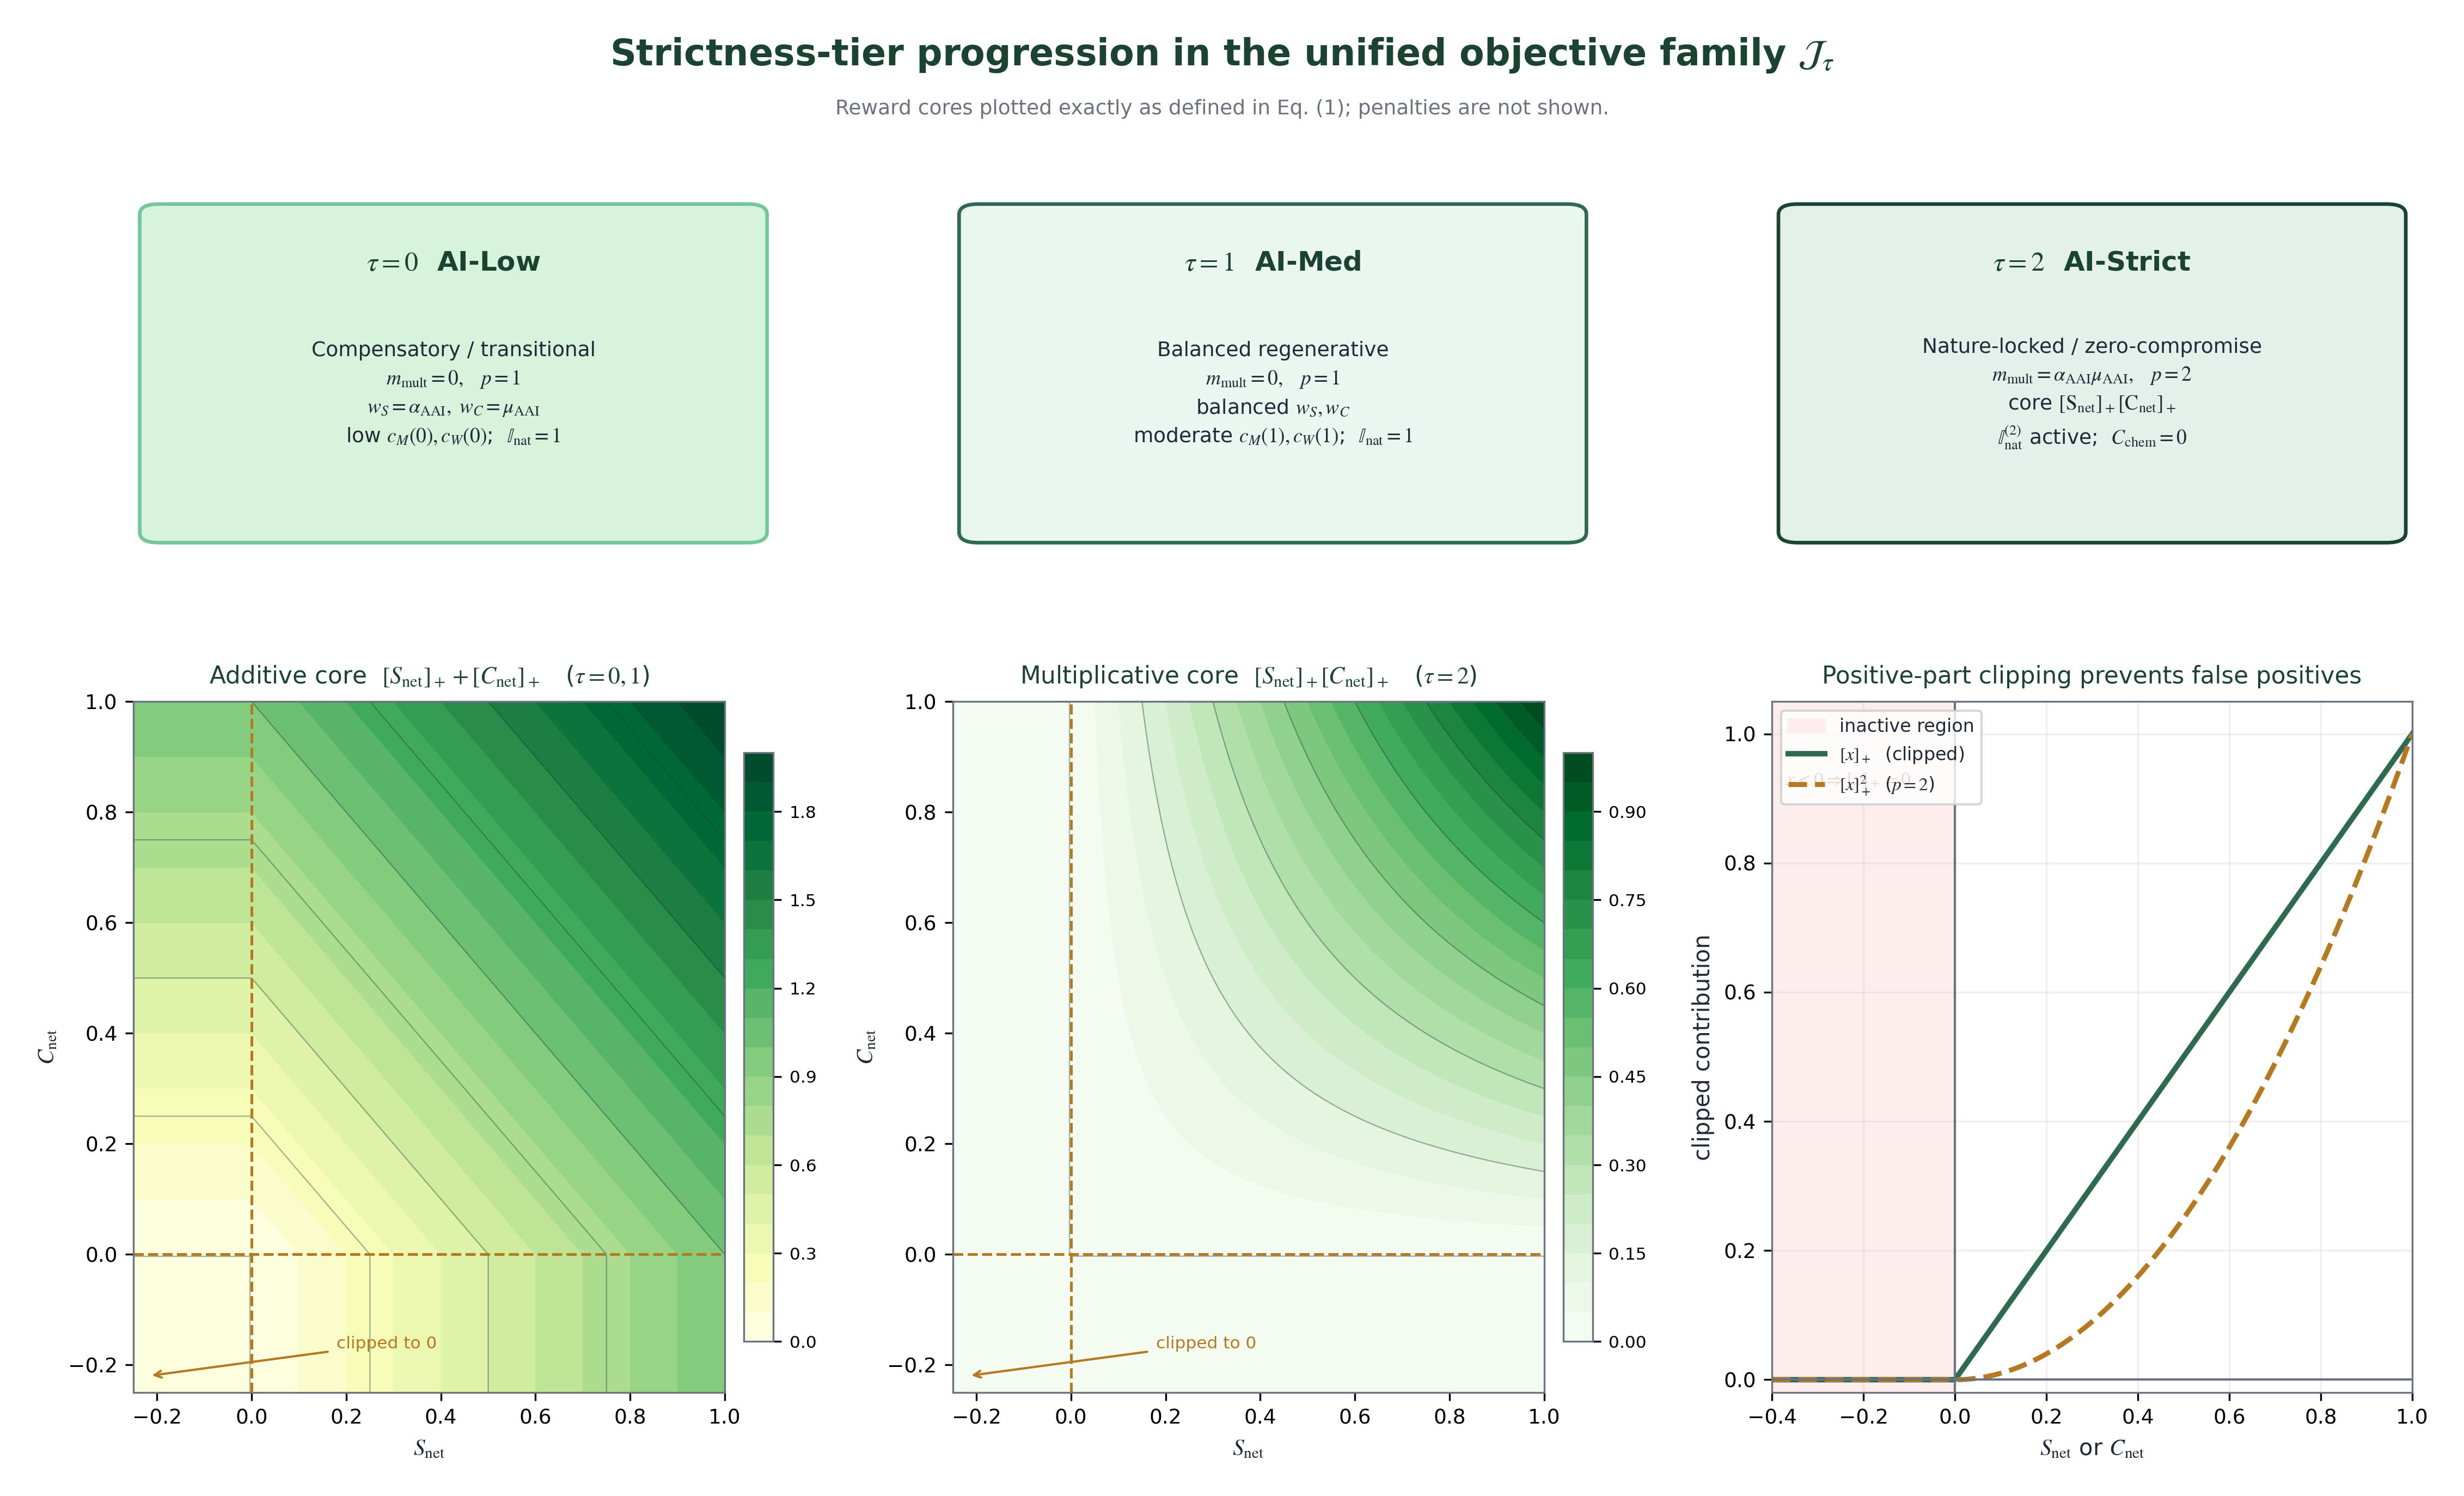 Strictness-tier progression in the unified objective family 𝒥_τ
Reward cores plotted exactly as defined in Eq. (1); penalties are not shown.
τ = 0 AI-Low
Compensatory / transitional
m_mult = 0, p = 1
w_S = α_AAI, w_C = μ_AAI
low c_M(0), c_W(0); 𝕀_nat = 1
τ = 1 AI-Med
Balanced regenerative
m_mult = 0, p = 1
balanced w_S, w_C
moderate c_M(1), c_W(1); 𝕀_nat = 1
τ = 2 AI-Strict
Nature-locked / zero-compromise
m_mult = α_AAI μ_AAI, p = 2
core [S_net]_+ [C_net]_+
𝕀_nat^(2) active; C_chem = 0
Additive core [S_net]_+ + [C_net]_+ (τ = 0, 1)
1.0
0.8
0.6
0.4
0.2
0.0
−0.2
C_net
−0.2 0.0 0.2 0.4 0.6 0.8 1.0
S_net
clipped to 0
1.8
1.5
1.2
0.9
0.6
0.3
0.0
Multiplicative core [S_net]_+ [C_net]_+ (τ = 2)
1.0
0.8
0.6
0.4
0.2
0.0
−0.2
C_net
−0.2 0.0 0.2 0.4 0.6 0.8 1.0
S_net
clipped to 0
0.90
0.75
0.60
0.45
0.30
0.15
0.00
Positive-part clipping prevents false positives
inactive region
[x]_+ (clipped)
[x]_+^2 (p = 2)
1.0
0.8
0.6
0.4
0.2
0.0
clipped contribution
−0.4 −0.2 0.0 0.2 0.4 0.6 0.8 1.0
S_net or C_net